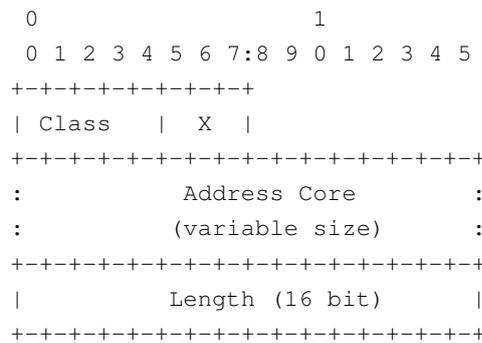 0                   1
0 1 2 3 4 5 6 7:8 9 0 1 2 3 4 5
+-+-+-+-+-+-+-+-+
| Class   |  X  |
+-+-+-+-+-+-+-+-+-+-+-+-+-+-+-+-+
:           Address Core        :
:          (variable size)      :
+-+-+-+-+-+-+-+-+-+-+-+-+-+-+-+-+
|          Length (16 bit)      |
+-+-+-+-+-+-+-+-+-+-+-+-+-+-+-+-+